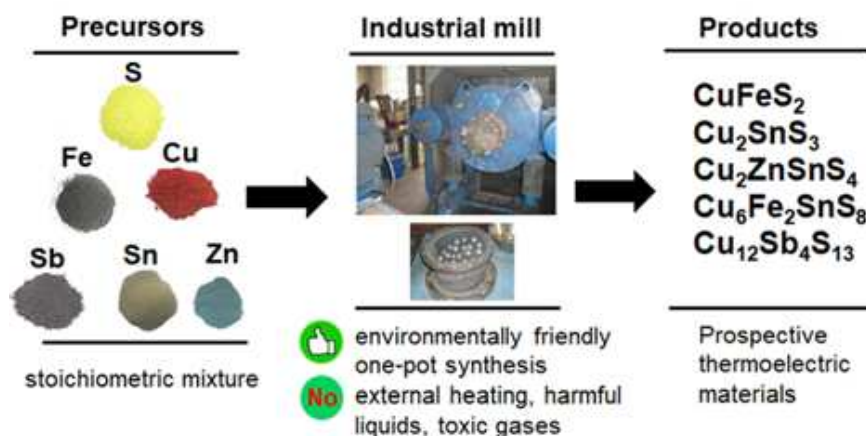 Precursors
S
Fe
Cu
Sb
Sn
Zn
stoichiometric mixture
Industrial mill
environmentally friendly
one-pot synthesis
No
external heating, harmful
liquids, toxic gases
Products
CuFeS₂
Cu₂SnS₃
Cu₂ZnSnS₄
Cu₆Fe₂SnS₈
Cu₁₂Sb₄S₁₃
Prospective
thermoelectric
materials